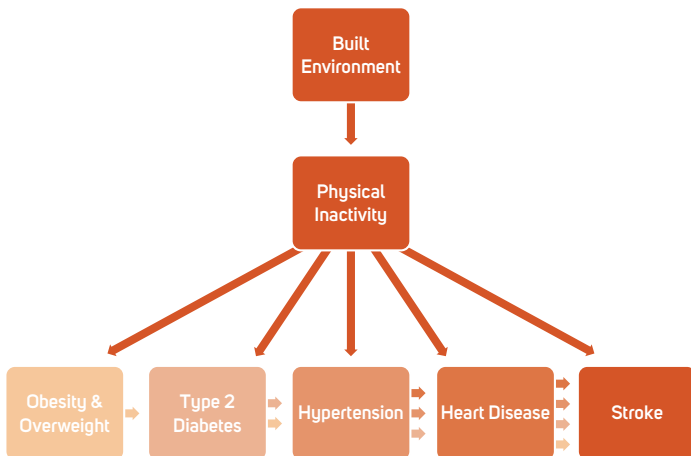 Built
Environment
Physical
Inactivity
Obesity &
Overweight
Type 2
Diabetes
Hypertension
Heart Disease
Stroke